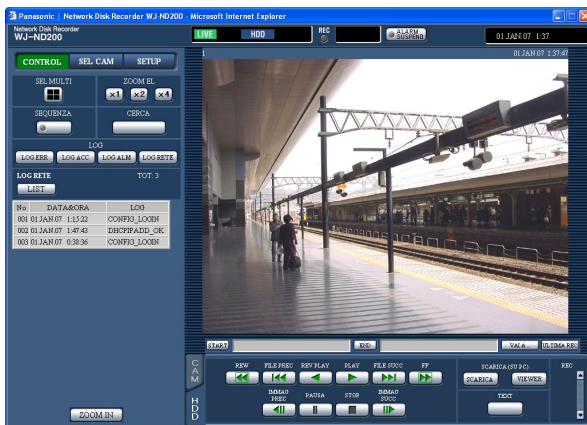 Panasonic | Network Disk Recorder WJ-ND200 - Microsoft Internet Explorer
Network Disk Recorder
WJ-ND200
LIVE HDD REC ALARM SUSPEND 01.JAN.07 1:37
CONTROL SEL CAM SETUP
1 01.JAN.07 1:37:47
SEL MULTI ZOOM EL
x1 x2 x4
SEQUENZA CERCA
LOG
LOG ERR LOG ACC LOG ALM LOG RETE
LOG RETE TOT: 3
LIST
No DATA&ORA LOG
001 01.JAN.07 1:15:22 CONFIG_LOGIN
002 01.JAN.07 1:47:43 DHCPIPADD_OK
003 01.JAN.07 0:38:36 CONFIG_LOGIN
START END VAI A ... ULTIMA REG
CAM
HDD
REW FILE PREC REV PLAY PLAY FILE SUCC FF
SCARICA (SU PC) REC
SCARICA VIEWER
IMMAG PREC PAUSA STOP IMMAG SUCC
TEXT
ZOOM IN